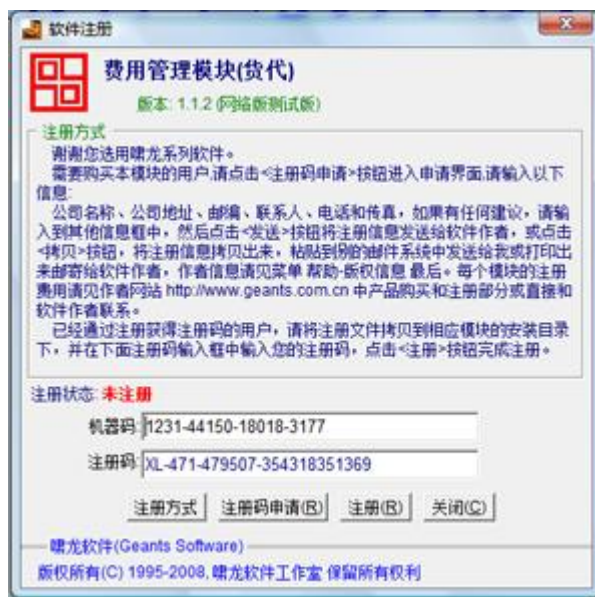 软件注册
费用管理模块(货代)
版本: 1.1.2 (网络版测试版)
注册方式
谢谢您选用啸龙系列软件。
需要购买本模块的用户,请点击<注册码申请>按钮进入申请界面,请输入以下
信息:
公司名称、公司地址、邮编、联系人、电话和传真，如果有任何建议，请输
入到其他信息框中，然后点击<发送>按钮将注册信息发送给软件作者，或点击
<拷贝>按钮，将注册信息拷贝出来，粘贴到别的邮件系统中发送给我或打印出
来邮寄给软件作者，作者信息请见菜单 帮助-版权信息 最后。每个模块的注册
费用请见作者网站 http://www.geants.com.cn 中产品购买和注册部分或直接和
软件作者联系。
已经通过注册获得注册码的用户，请将注册文件拷贝到相应模块的安装目录
下，并在下面注册码输入框中输入您的注册码，点击<注册>按钮完成注册。
注册状态: 未注册
机器码: 1231-44150-18018-3177
注册码: XL-471-479507-354318351369
注册方式 注册码申请(R) 注册(R) 关闭(C)
啸龙软件(Geants Software)
版权所有(C) 1995-2008, 啸龙软件工作室 保留所有权利